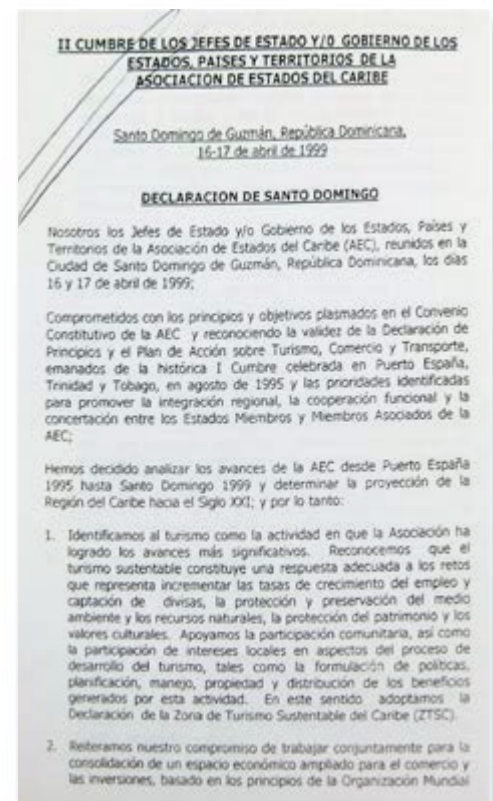 II CUMBRE DE LOS JEFES DE ESTADO Y/O GOBIERNO DE LOS
ESTADOS, PAISES Y TERRITORIOS DE LA
ASOCIACION DE ESTADOS DEL CARIBE
Santo Domingo de Guzmán, República Dominicana,
16-17 de abril de 1999
DECLARACION DE SANTO DOMINGO
Nosotros los Jefes de Estado y/o Gobierno de los Estados, Países y
Territorios de la Asociación de Estados del Caribe (AEC), reunidos en la
Ciudad de Santo Domingo de Guzmán, República Dominicana, los días
16 y 17 de abril de 1999;
Comprometidos con los principios y objetivos plasmados en el Convenio
Constitutivo de la AEC y reconociendo la validez de la Declaración de
Principios y el Plan de Acción sobre Turismo, Comercio y Transporte,
emanados de la histórica I Cumbre celebrada en Puerto España,
Trinidad y Tobago, en agosto de 1995 y las prioridades identificadas
para promover la integración regional, la cooperación funcional y la
concertación entre los Estados Miembros y Miembros Asociados de la
AEC;
Hemos decidido analizar los avances de la AEC desde Puerto España
1995 hasta Santo Domingo 1999 y determinar la proyección de la
Región del Caribe hacia el Siglo XXI; y por lo tanto:
1. Identificamos al turismo como la actividad en que la Asociación ha
logrado los avances más significativos. Reconocemos que el
turismo sustentable constituye una respuesta adecuada a los retos
que representa incrementar las tasas de crecimiento del empleo y
captación de divisas, la protección y preservación del medio
ambiente y los recursos naturales, la protección del patrimonio y los
valores culturales. Apoyamos la participación comunitaria, así como
la participación de intereses locales en aspectos del proceso de
desarrollo del turismo, tales como la formulación de políticas,
planificación, manejo, propiedad y distribución de los beneficios
generados por esta actividad. En este sentido adoptamos la
Declaración de la Zona de Turismo Sustentable del Caribe (ZTSC).
2. Reiteramos nuestro compromiso de trabajar conjuntamente para la
consolidación de un espacio económico ampliado para el comercio y
las inversiones, basado en los principios de la Organización Mundial